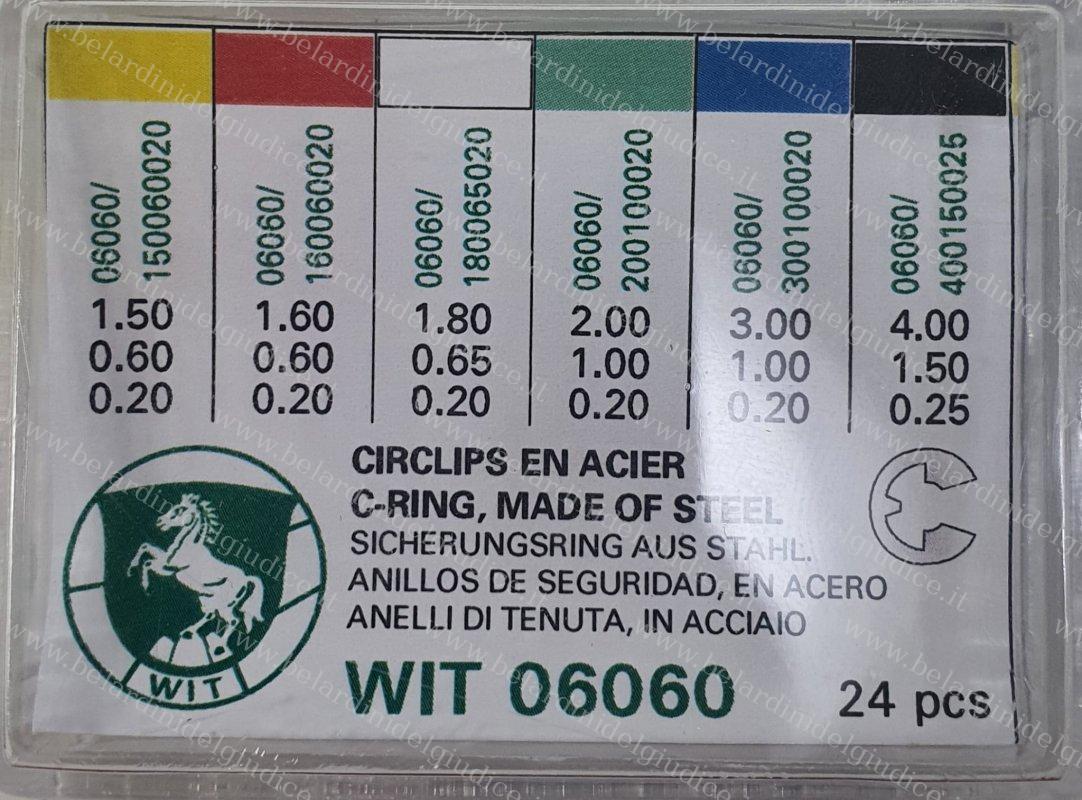 06060/
150060020
06060/
160060020
06060/
180065020
06060/
200100020
06060/
300100020
06060/
400150025
1.50 1.60 1.80 2.00 3.00 4.00
0.60 0.60 0.65 1.00 1.00 1.50
0.20 0.20 0.20 0.20 0.20 0.25
CIRCLIPS EN ACIER
C-RING, MADE OF STEEL
SICHERUNGSRING AUS STAHL.
ANILLOS DE SEGURIDAD, EN ACERO
ANELLI DI TENUTA, IN ACCIAIO
WIT
WIT 06060
24 pcs
www.belardinidelgiudice.it